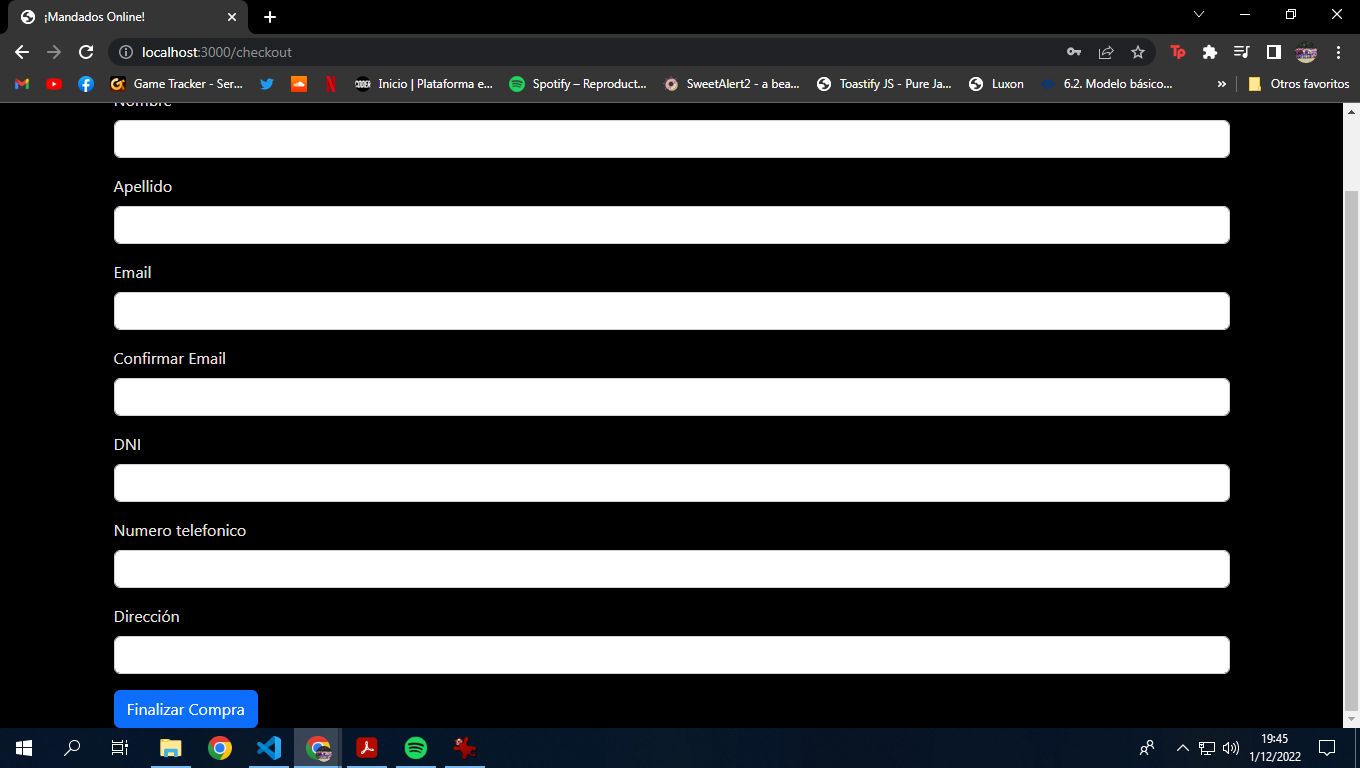 ¡Mandados Online!
localhost:3000/checkout
Game Tracker - Ser... Inicio | Plataforma e... Spotify – Reproduct... SweetAlert2 - a bea... Toastify JS - Pure Ja... Luxon 6.2. Modelo básico... » Otros favoritos
Nombre
Apellido
Email
Confirmar Email
DNI
Numero telefonico
Dirección
Finalizar Compra
19:45
1/12/2022